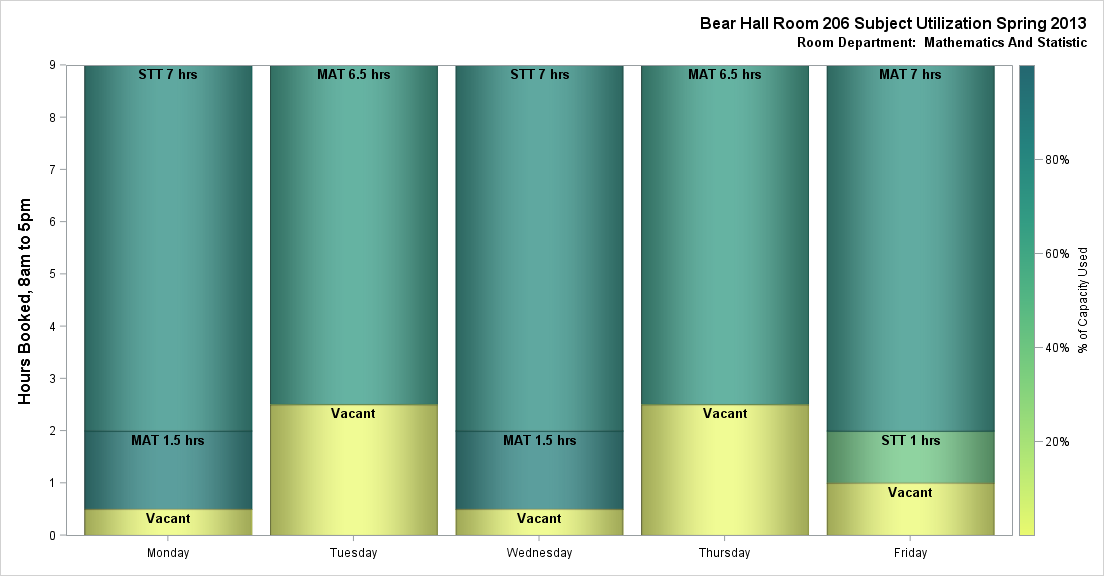 Bear Hall Room 206 Subject Utilization Spring 2013
Room Department:  Mathematics And Statistic
Hours Booked, 8am to 5pm
9
8
7
6
5
4
3
2
1
0
STT 7 hrs
MAT 1.5 hrs
Vacant
MAT 6.5 hrs
Vacant
STT 7 hrs
MAT 1.5 hrs
Vacant
MAT 6.5 hrs
Vacant
MAT 7 hrs
STT 1 hrs
Vacant
Monday
Tuesday
Wednesday
Thursday
Friday
80%
60%
40%
20%
% of Capacity Used